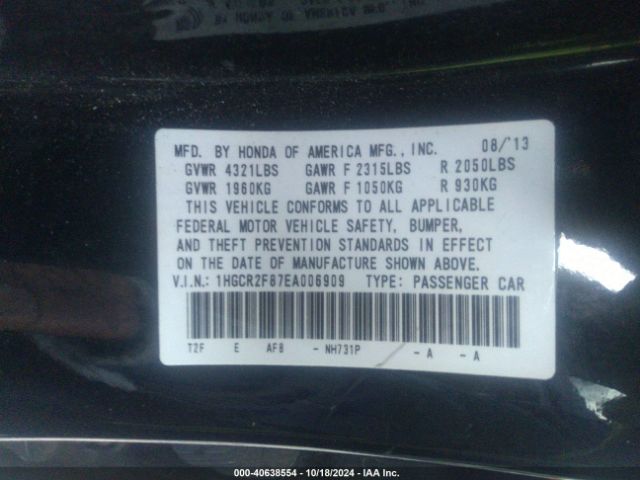 MFD. BY HONDA OF AMERICA MFG., INC. 08/'13
GVWR 4321LBS GAWR F 2315LBS R 2050LBS
GVWR 1960KG GAWR F 1050KG R 930KG
THIS VEHICLE CONFORMS TO ALL APPLICABLE
FEDERAL MOTOR VEHICLE SAFETY, BUMPER,
AND THEFT PREVENTION STANDARDS IN EFFECT
ON THE DATE OF MANUFACTURE SHOWN ABOVE.
V.I.N.: 1HGCR2F87EA006909 TYPE: PASSENGER CAR
T2F E AF8 - NH731P - A - A
000-40638554 - 10/18/2024 - IAA Inc.